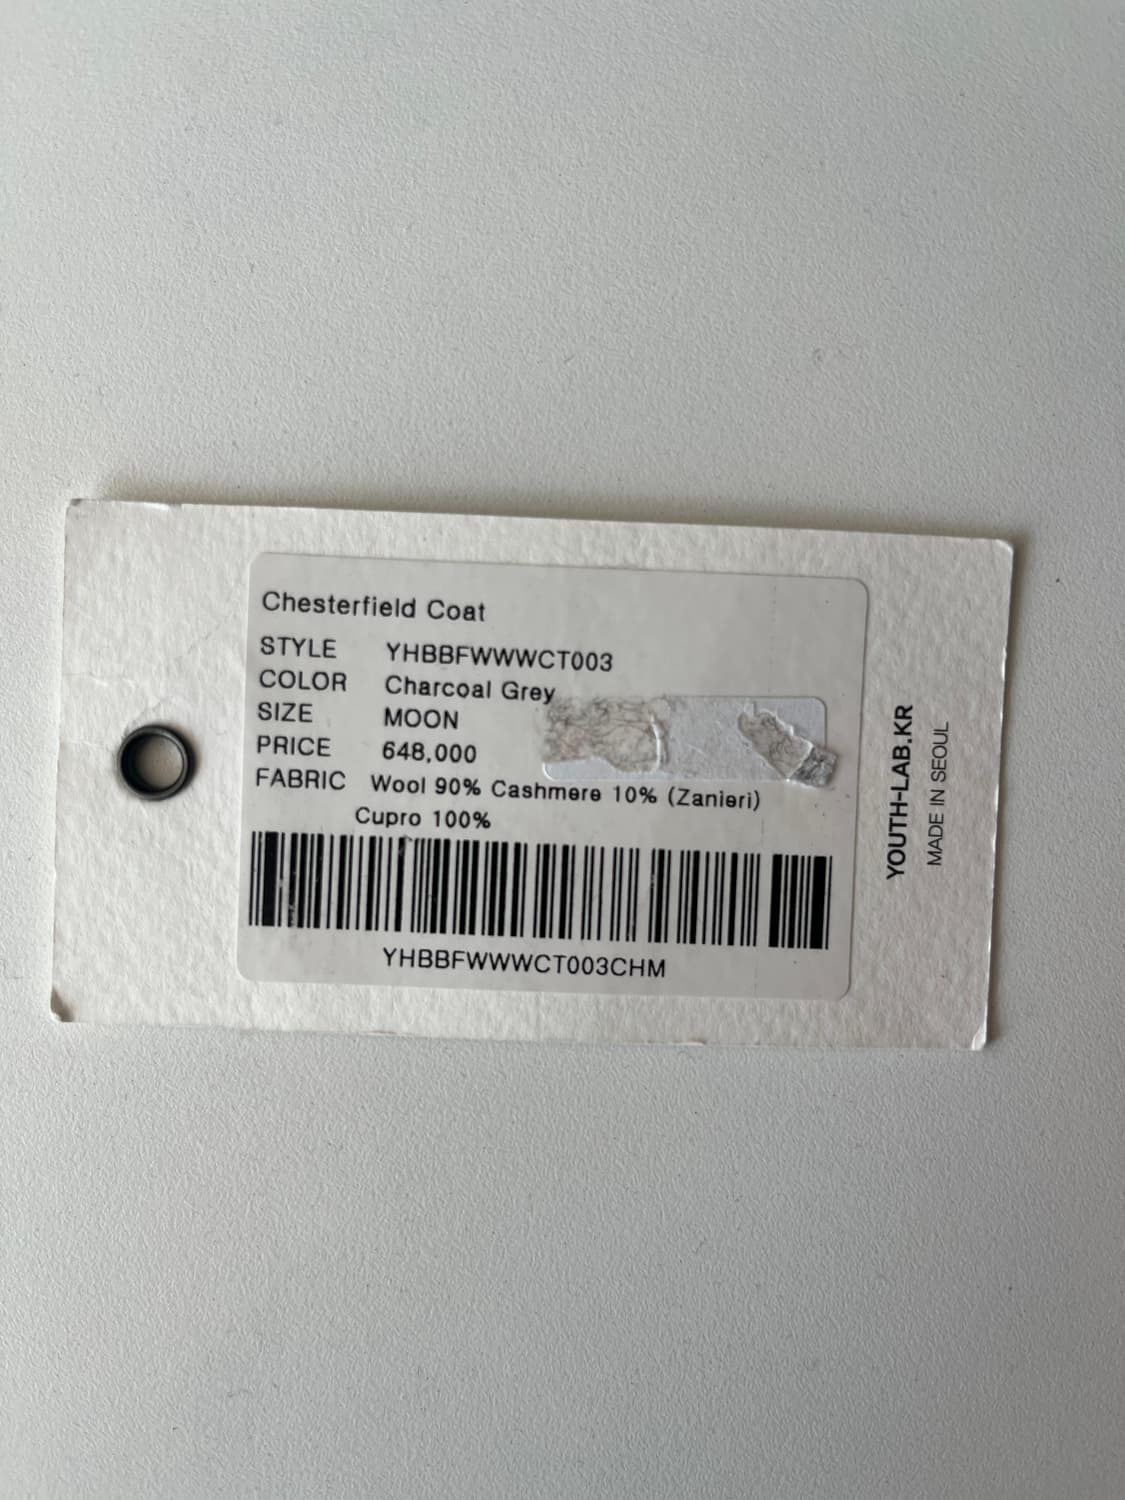 Chesterfield Coat
STYLE YHBBFWWWCT003
COLOR Charcoal Grey
SIZE MOON
PRICE 648,000
FABRIC Wool 90% Cashmere 10% (Zanieri)
Cupro 100%
YHBBFWWWCT003CHM
YOUTH-LAB.KR
MADE IN SEOUL